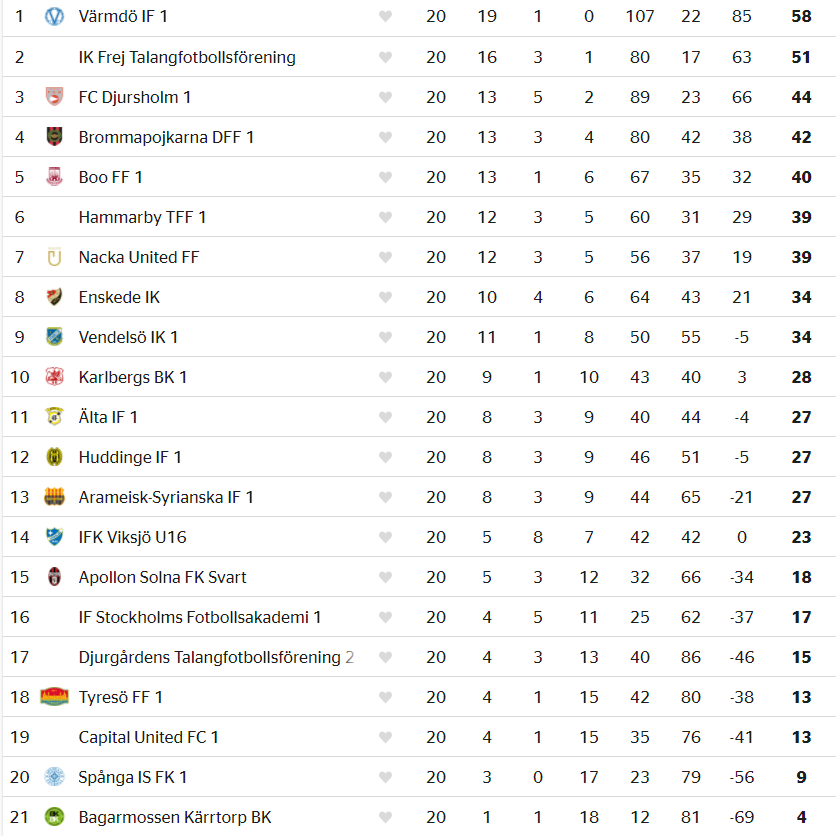 1 Värmdö IF 1 20 19 1 0 107 22 85 58
2 IK Frej Talangfotbollsförening 20 16 3 1 80 17 63 51
3 FC Djursholm 1 20 13 5 2 89 23 66 44
4 Brommapojkarna DFF 1 20 13 3 4 80 42 38 42
5 Boo FF 1 20 13 1 6 67 35 32 40
6 Hammarby TFF 1 20 12 3 5 60 31 29 39
7 Nacka United FF 20 12 3 5 56 37 19 39
8 Enskede IK 20 10 4 6 64 43 21 34
9 Vendelsö IK 1 20 11 1 8 50 55 -5 34
10 Karlbergs BK 1 20 9 1 10 43 40 3 28
11 Älta IF 1 20 8 3 9 40 44 -4 27
12 Huddinge IF 1 20 8 3 9 46 51 -5 27
13 Arameisk-Syrianska IF 1 20 8 3 9 44 65 -21 27
14 IFK Viksjö U16 20 5 8 7 42 42 0 23
15 Apollon Solna FK Svart 20 5 3 12 32 66 -34 18
16 IF Stockholms Fotbollsakademi 1 20 4 5 11 25 62 -37 17
17 Djurgårdens Talangfotbollsförening 2 20 4 3 13 40 86 -46 15
18 Tyresö FF 1 20 4 1 15 42 80 -38 13
19 Capital United FC 1 20 4 1 15 35 76 -41 13
20 Spånga IS FK 1 20 3 0 17 23 79 -56 9
21 Bagarmossen Kärrtorp BK 20 1 1 18 12 81 -69 4